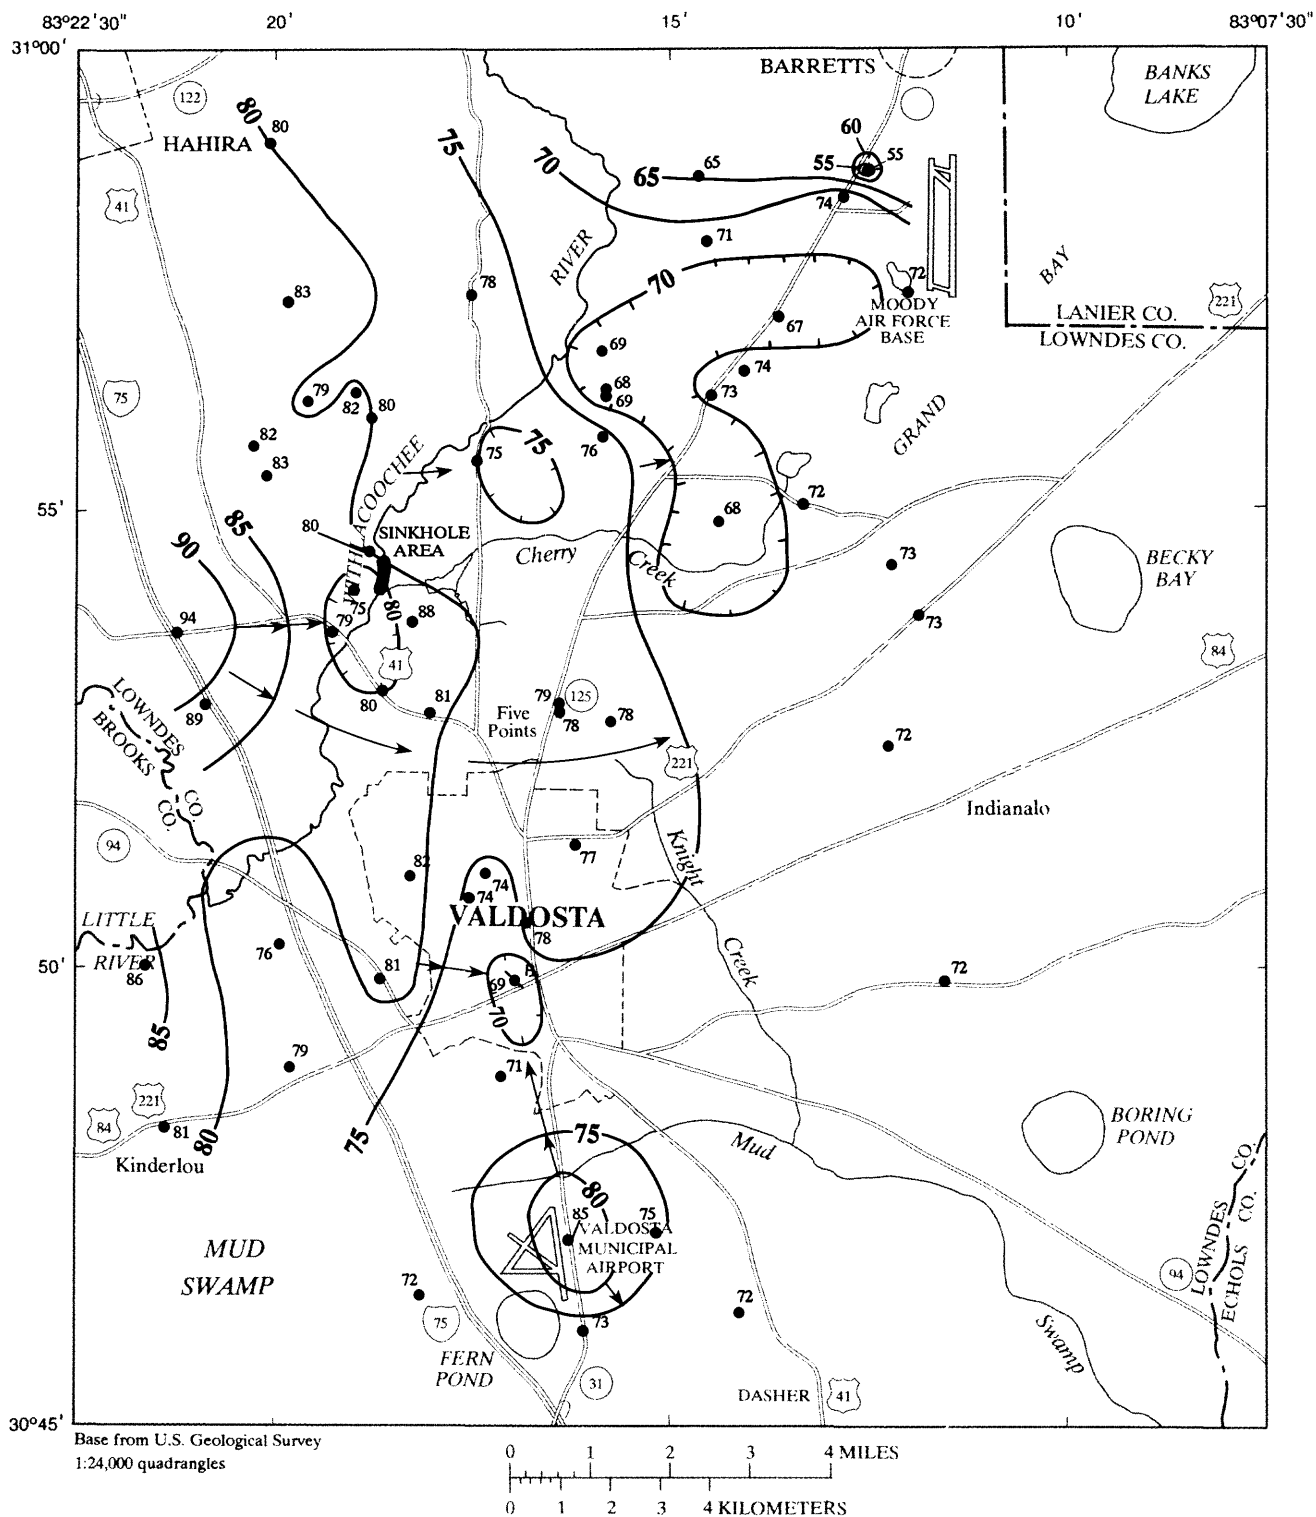 83°22'30" 20' 15' 10' 83°07'30"
31°00'
BARRETTS
BANKS
LAKE
122
80
80
HAHIRA
75
70
60
55
55
65
65
74
41
71
RIVER
BAY
83
78
70
72
MOODY
AIR FORCE
BASE
221
LANIER CO.
LOWNDES CO.
67
69
74
75
79
82
80
68
69
73
GRAND
82
83
WITHLACOOCHEE
75
75
76
72
68
55'
85
90
80
SINKHOLE
AREA
Cherry
Creek
73
BECKY
BAY
75
80
88
94
79
73
84
41
LOWNDES
BROOKS
CO.
CO.
89
80
81
79
125
78
78
Five
Points
72
221
94
Indianalo
77
Knight
82
74
74
VALDOSTA
78
LITTLE
RIVER
76
86
50'
81
69
70
Creek
72
85
79
71
221
84
81
80
Kinderlou
75
75
Mud
BORING
POND
80
85
75
VALDOSTA
MUNICIPAL
AIRPORT
MUD
SWAMP
LOWNDES CO.
ECHOLS CO.
94
72
75
72
73
Swamp
FERN
POND
31
DASHER
41
30°45'
Base from U.S. Geological Survey
1:24,000 quadrangles
0 1 2 3 4 MILES
0 1 2 3 4 KILOMETERS